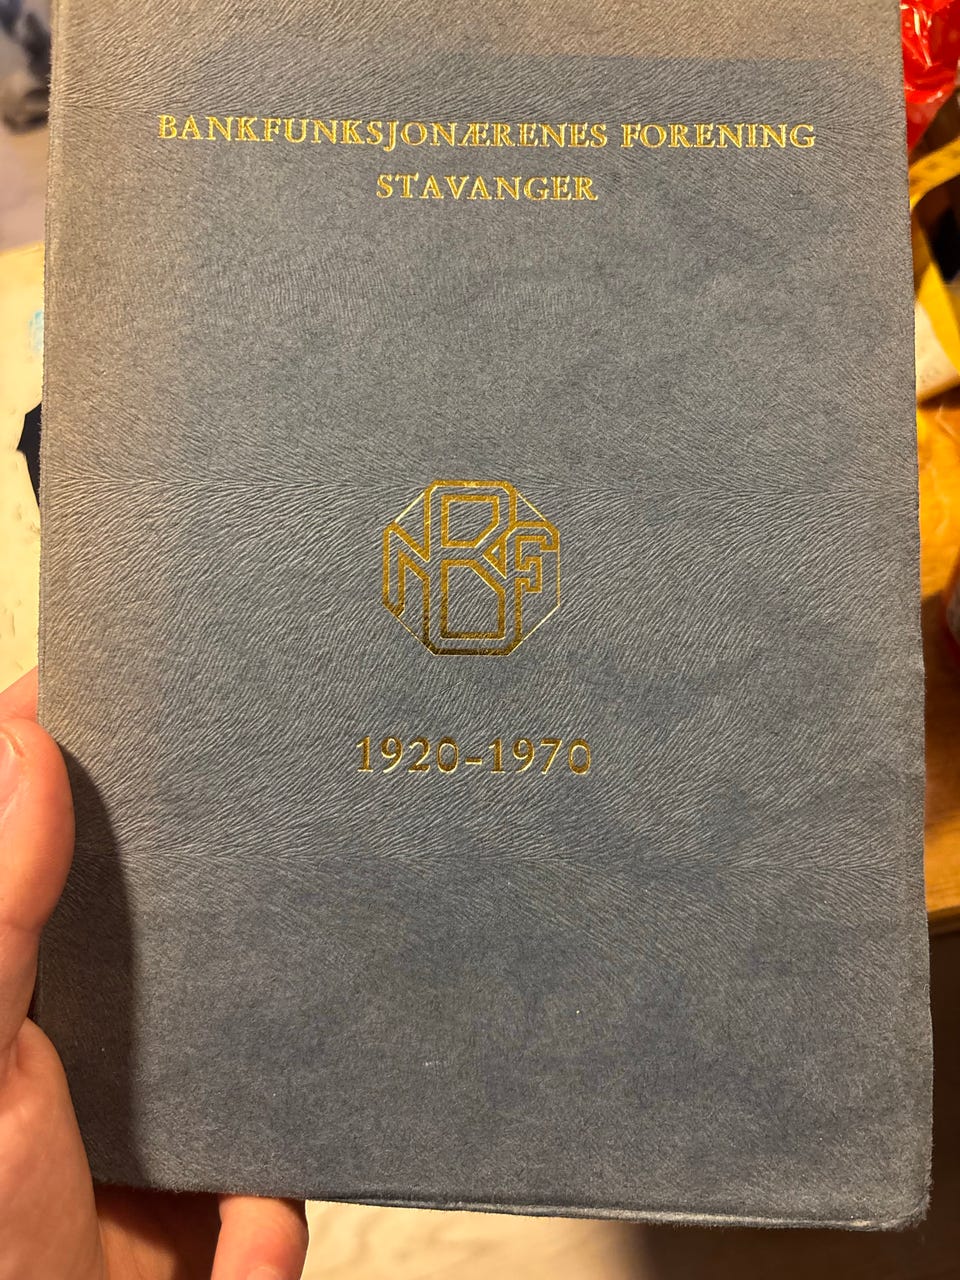 BANKFUNKSJONÆRENES FORENING
STAVANGER
NBF
1920–1970